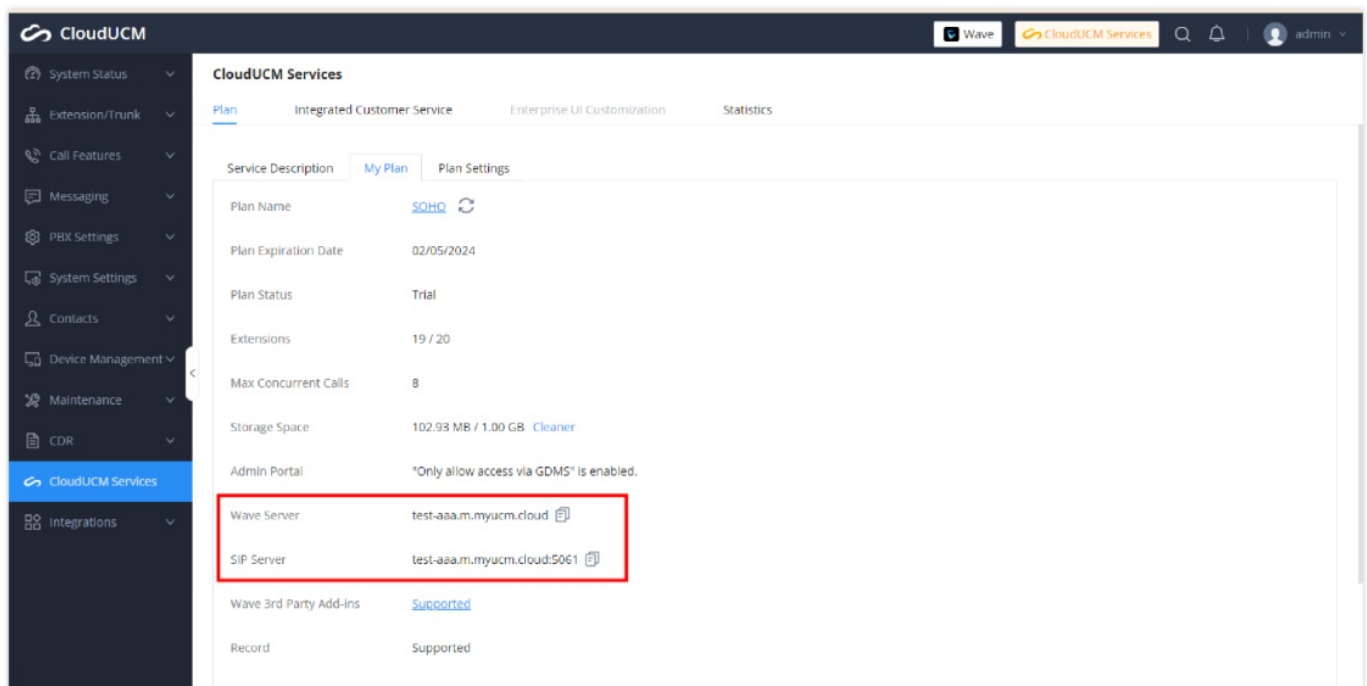 CloudUCM
Wave
CloudUCM Services
admin
System Status
Extension/Trunk
Call Features
Messaging
PBX Settings
System Settings
Contacts
Device Management
Maintenance
CDR
CloudUCM Services
Integrations
CloudUCM Services
Plan Integrated Customer Service Enterprise UI Customization Statistics
Service Description My Plan Plan Settings
Plan Name SOHO
Plan Expiration Date 02/05/2024
Plan Status Trial
Extensions 19 / 20
Max Concurrent Calls 8
Storage Space 102.93 MB / 1.00 GB Cleaner
Admin Portal "Only allow access via GDMS" is enabled.
Wave Server test-aaa.m.myucm.cloud
SIP Server test-aaa.m.myucm.cloud:5061
Wave 3rd Party Add-ins Supported
Record Supported